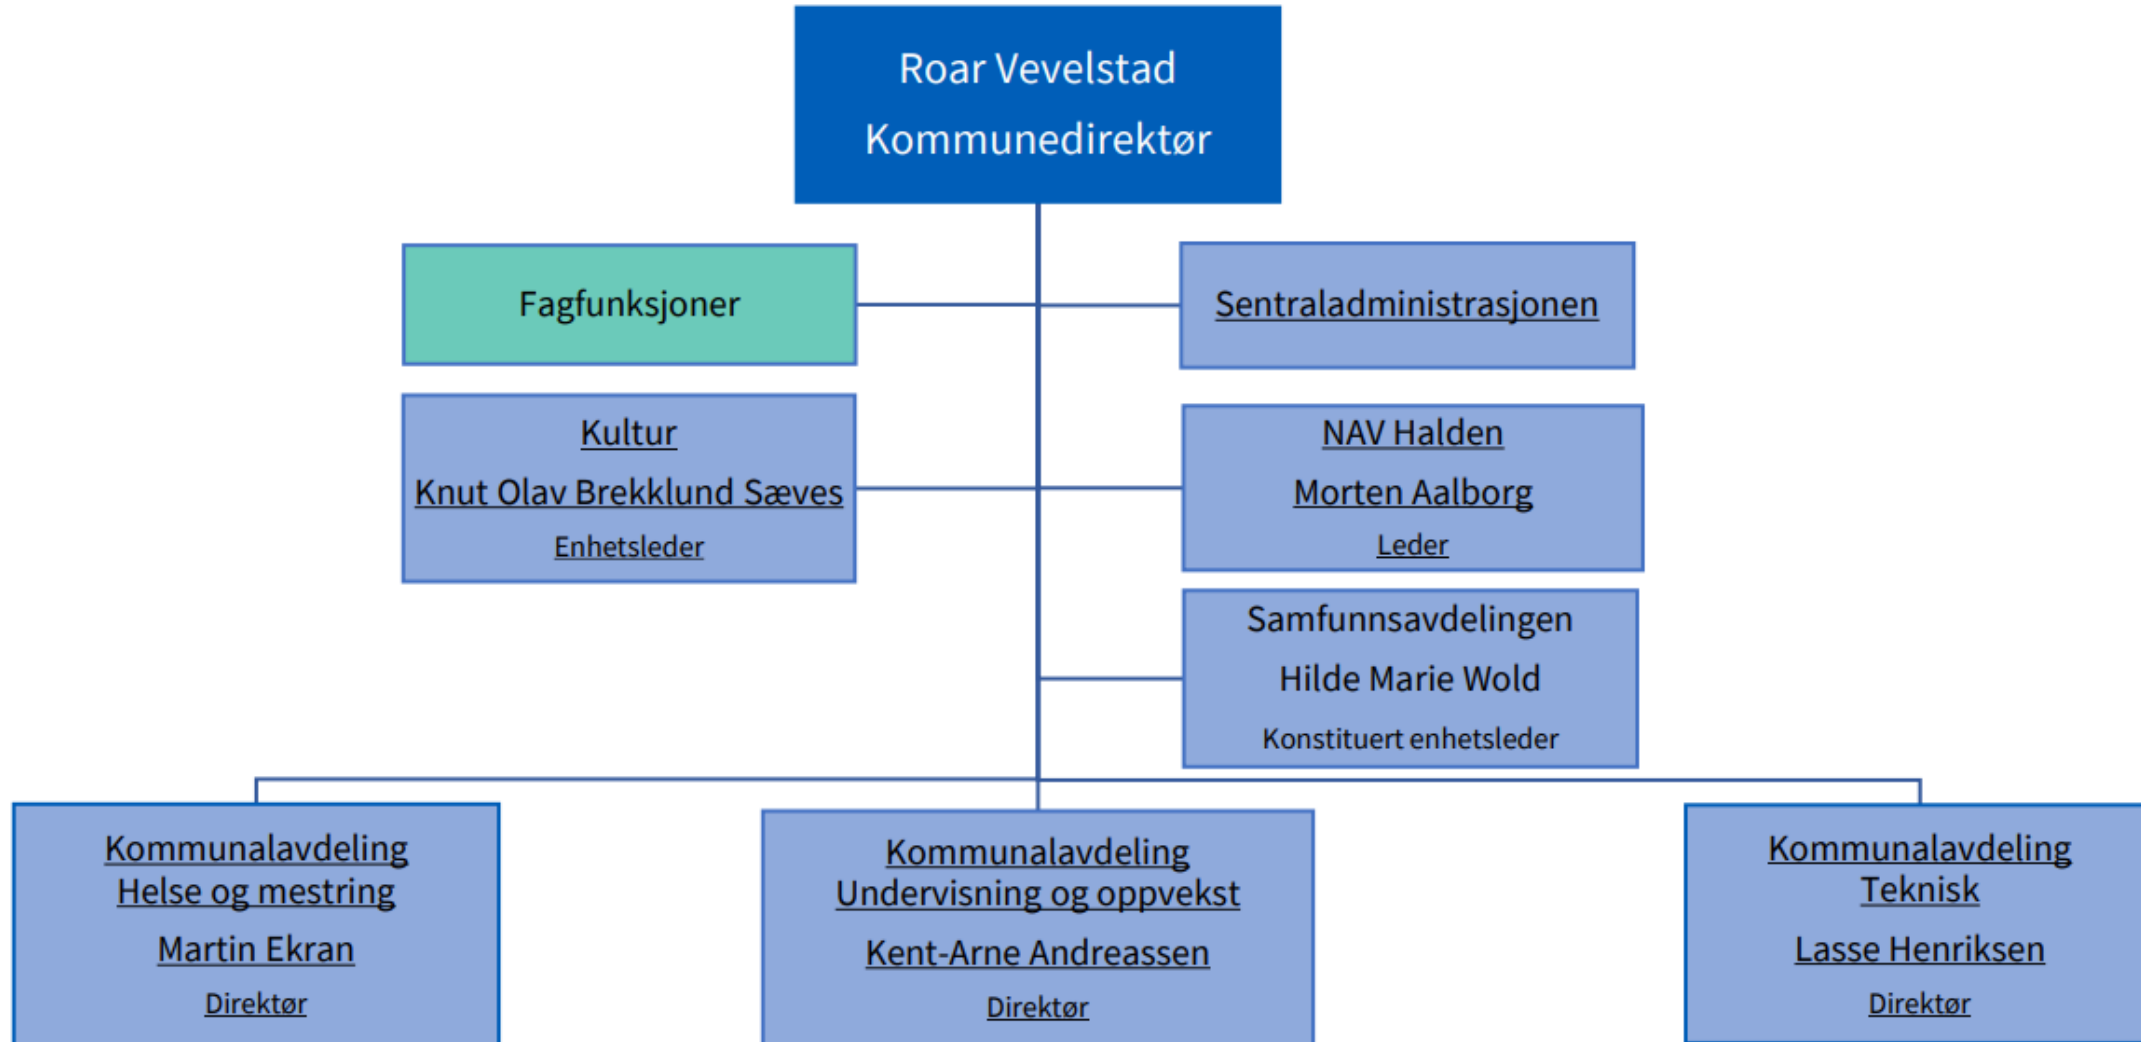 Roar Vevelstad
Kommunedirektør
Fagfunksjoner
Sentraladministrasjonen
Kultur
Knut Olav Brekklund Sæves
Enhetsleder
NAV Halden
Morten Aalborg
Leder
Samfunnsavdelingen
Hilde Marie Wold
Konstituert enhetsleder
Kommunalavdeling
Helse og mestring
Martin Ekran
Direktør
Kommunalavdeling
Undervisning og oppvekst
Kent-Arne Andreassen
Direktør
Kommunalavdeling
Teknisk
Lasse Henriksen
Direktør